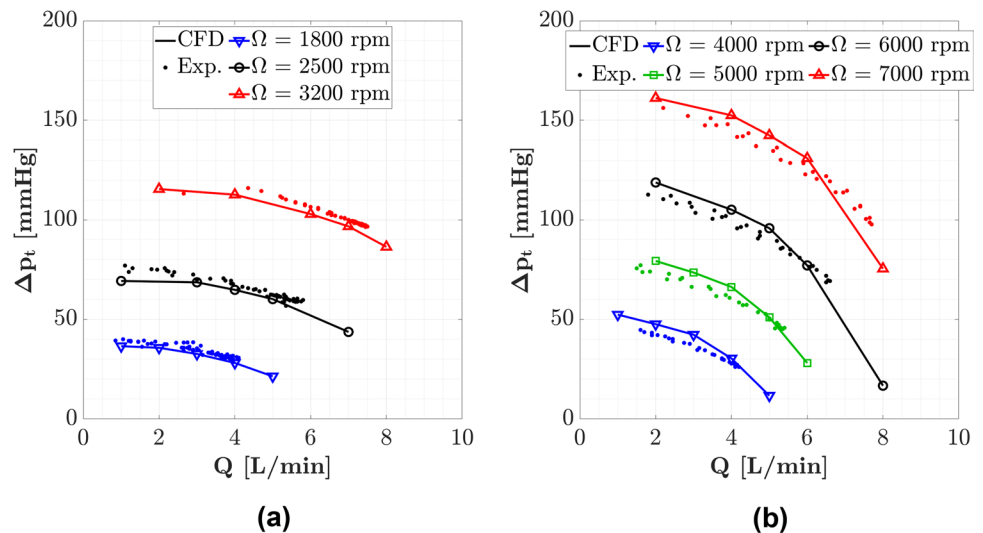 200
150
100
50
0
0 2 4 6 8 10
Δpₜ [mmHg]
Q [L/min]
CFD Ω = 1800 rpm
Exp. Ω = 2500 rpm
Ω = 3200 rpm
(a)
200
150
100
50
0
2 4 6 8 10
Δpₜ [mmHg]
Q [L/min]
CFD Ω = 4000 rpm Ω = 6000 rpm
Exp. Ω = 5000 rpm Ω = 7000 rpm
(b)